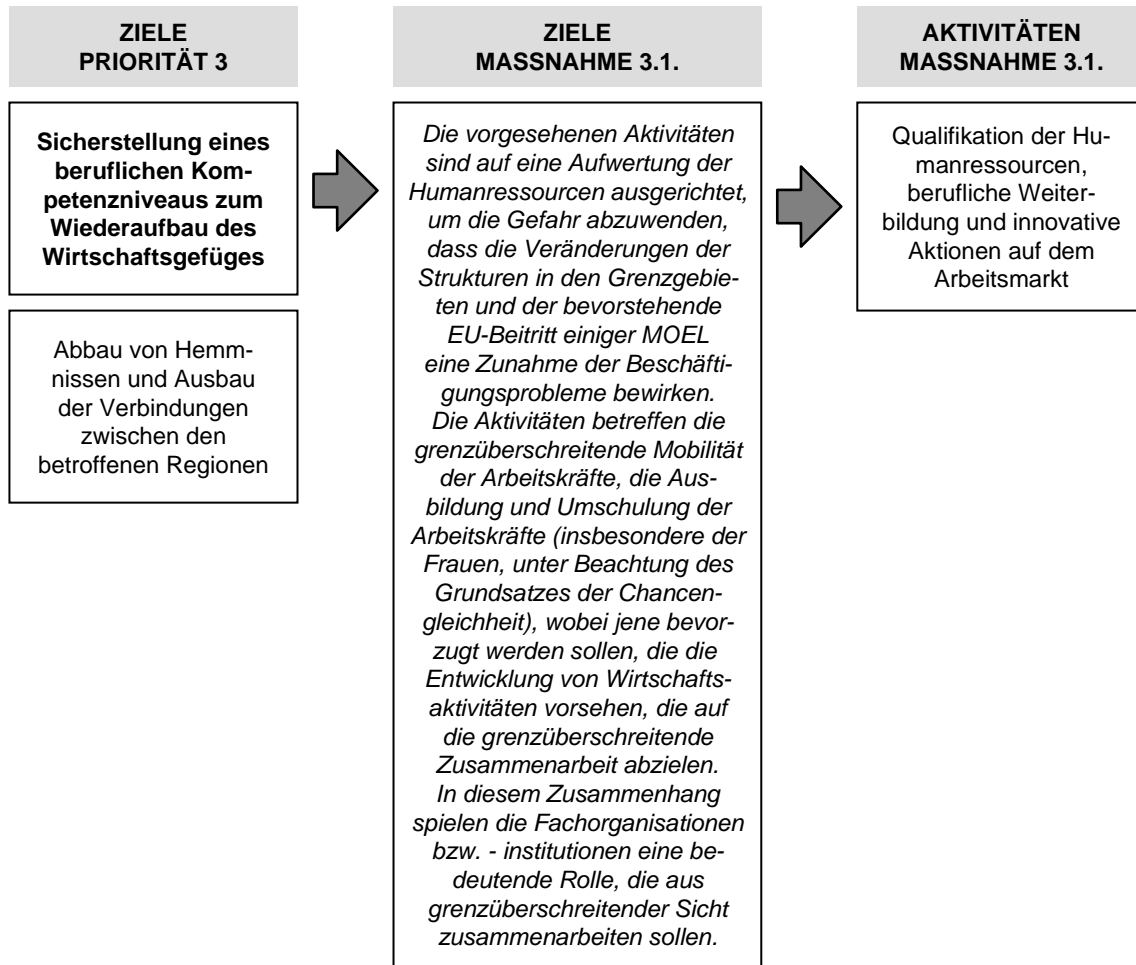 ZIELE
PRIORITÄT 3
Sicherstellung eines
beruflichen Kom-
petenzniveaus zum
Wiederaufbau des
Wirtschaftsgefüges
Abbau von Hemm-
nissen und Ausbau
der Verbindungen
zwischen den
betroffenen Regionen
ZIELE
MASSNAHME 3.1.
Die vorgesehenen Aktivitäten
sind auf eine Aufwertung der
Humanressourcen ausgerichtet,
um die Gefahr abzuwenden,
dass die Veränderungen der
Strukturen in den Grenzgebie-
ten und der bevorstehende
EU-Beitritt einiger MOEL
eine Zunahme der Beschäfti-
gungsprobleme bewirken.
Die Aktivitäten betreffen die
grenzüberschreitende Mobilität
der Arbeitskräfte, die Aus-
bildung und Umschulung der
Arbeitskräfte (insbesondere der
Frauen, unter Beachtung des
Grundsatzes der Chancen-
gleichheit), wobei jene bevor-
zugt werden sollen, die die
Entwicklung von Wirtschafts-
aktivitäten vorsehen, die auf
die grenzüberschreitende
Zusammenarbeit abzielen.
In diesem Zusammenhang
spielen die Fachorganisationen
bzw. - institutionen eine be-
deutende Rolle, die aus
grenzüberschreitender Sicht
zusammenarbeiten sollen.
AKTIVITÄTEN
MASSNAHME 3.1.
Qualifikation der Hu-
manressourcen,
berufliche Weiter-
bildung und innovative
Aktionen auf dem
Arbeitsmarkt